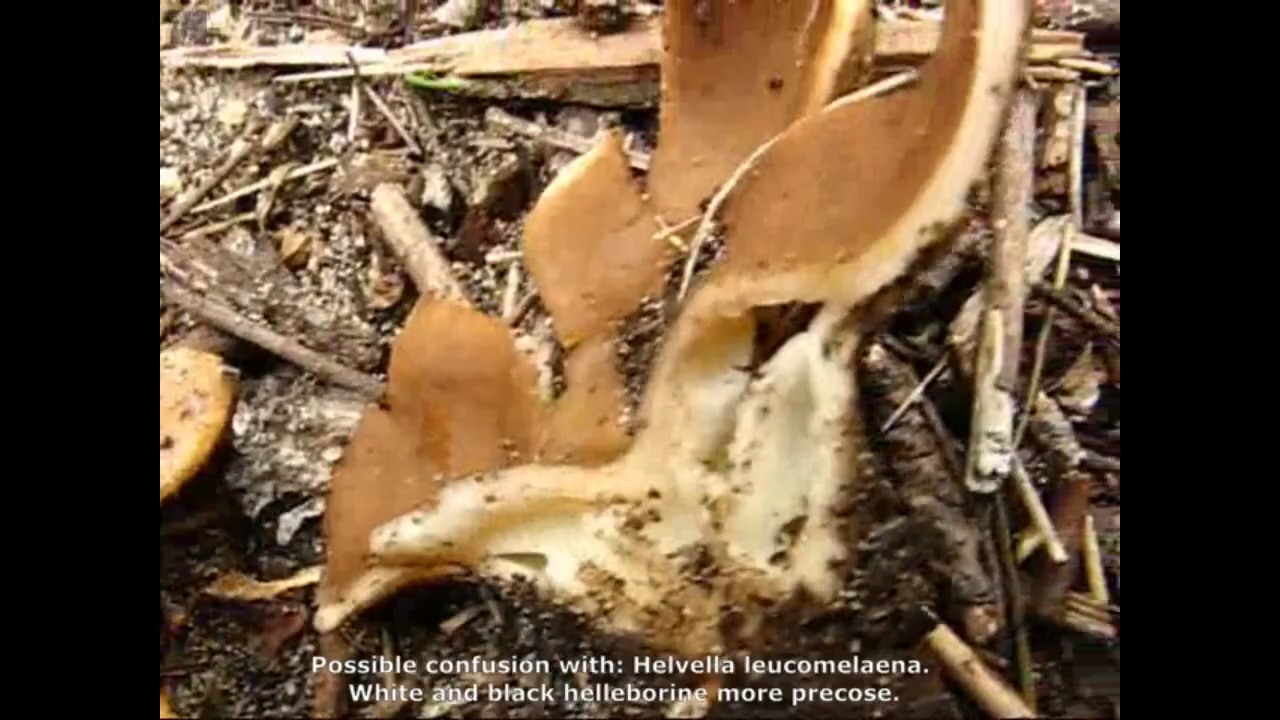 Possible confusion with: Helvella leucomelaena.
White and black helleborine more precose.